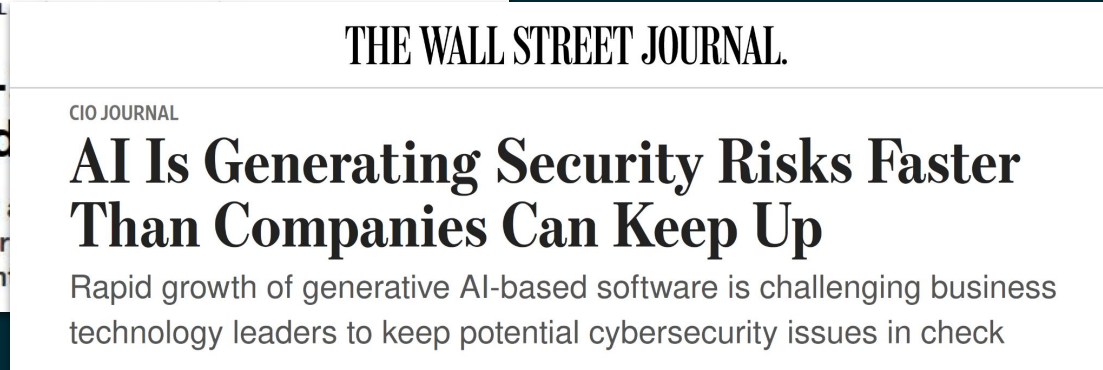 THE WALL STREET JOURNAL.
CIO JOURNAL
AI Is Generating Security Risks Faster
Than Companies Can Keep Up
Rapid growth of generative AI-based software is challenging business
technology leaders to keep potential cybersecurity issues in check